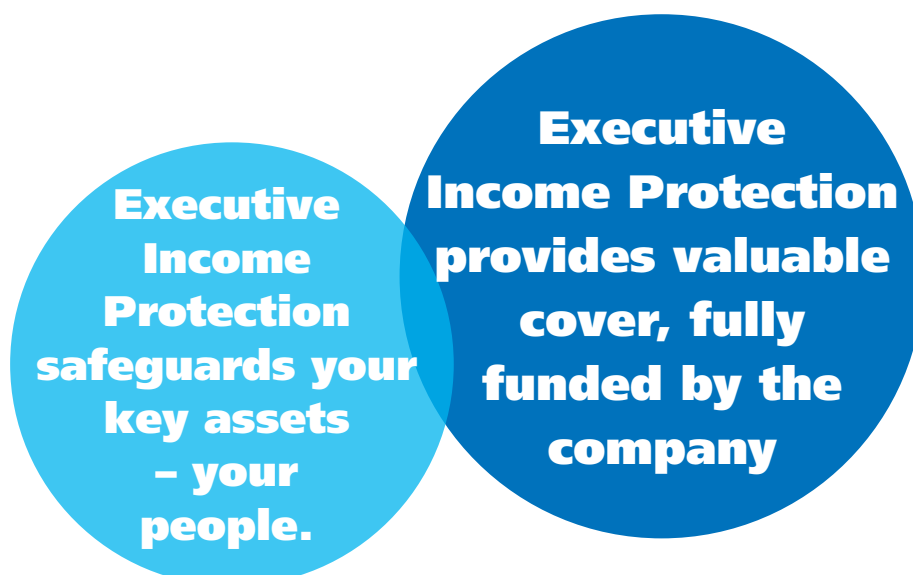 Executive
Income
Protection
safeguards your
key assets
– your
people.
Executive
Income Protection
provides valuable
cover, fully
funded by the
company